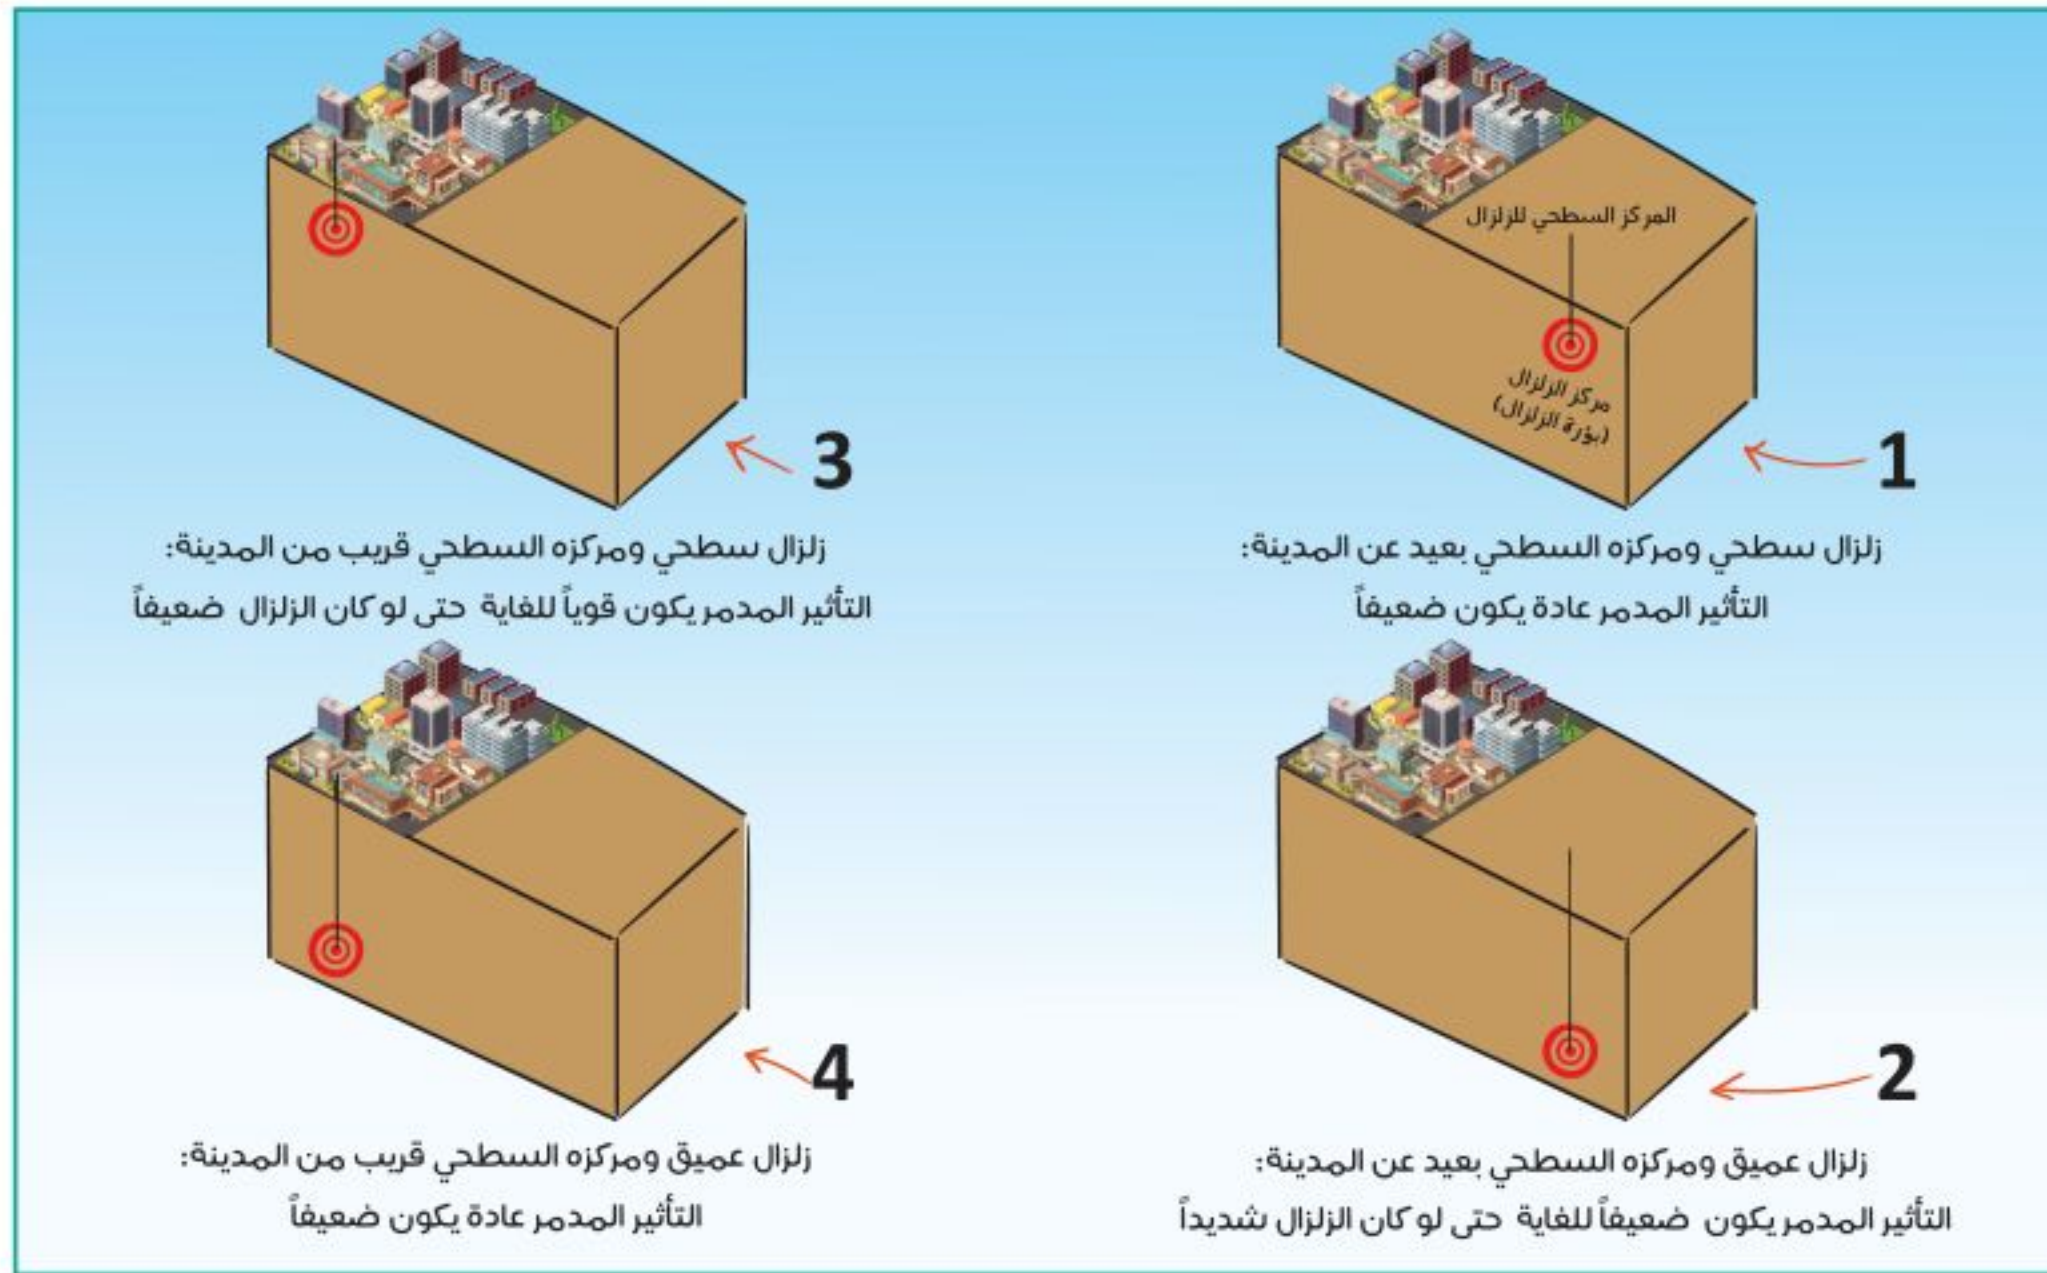 المركز السطحي للزلزال
مركز الزلزال
(بؤرة الزلزال)
1
زلزال سطحي ومركزه السطحي بعيد عن المدينة:
التأثير المدمر عادة يكون ضعيفاً
2
زلزال عميق ومركزه السطحي بعيد عن المدينة:
التأثير المدمر يكون ضعيفاً للغاية حتى لو كان الزلزال شديداً
3
زلزال سطحي ومركزه السطحي قريب من المدينة:
التأثير المدمر يكون قوياً للغاية حتى لو كان الزلزال ضعيفاً
4
زلزال عميق ومركزه السطحي قريب من المدينة:
التأثير المدمر عادة يكون ضعيفاً